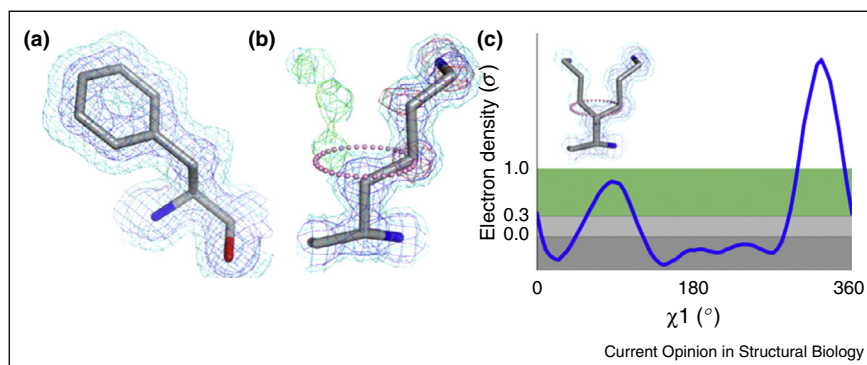 (a)
(b)
(c)
Electron density (σ)
1.0
0.3
0.0
0
180
360
χ1 (°)
Current Opinion in Structural Biology